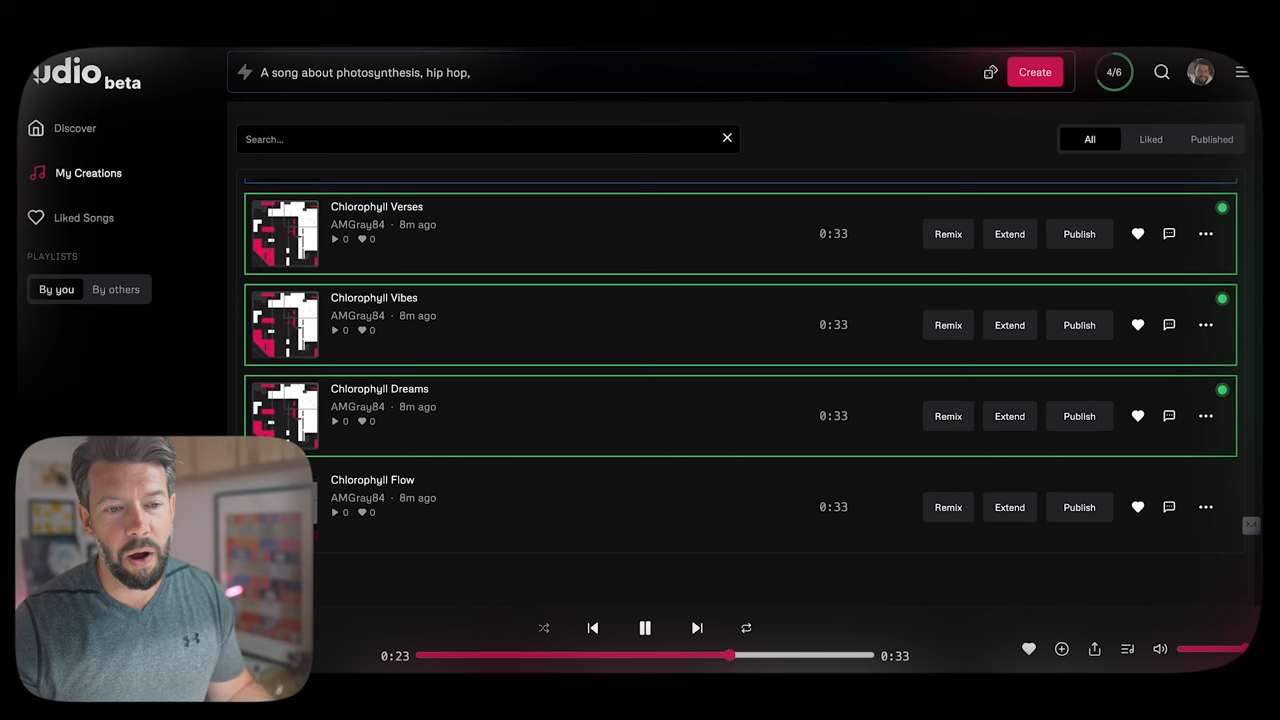 udio beta
A song about photosynthesis, hip hop,
Create
4/6
Discover
My Creations
Liked Songs
PLAYLISTS
By you
By others
Search...
All
Liked
Published
Chlorophyll Verses
AMGray84 · 8m ago
0 0
0:33
Remix
Extend
Publish
Chlorophyll Vibes
AMGray84 · 8m ago
0 0
0:33
Remix
Extend
Publish
Chlorophyll Dreams
AMGray84 · 8m ago
0 0
0:33
Remix
Extend
Publish
Chlorophyll Flow
AMGray84 · 8m ago
0 0
0:33
Remix
Extend
Publish
0:23
0:33